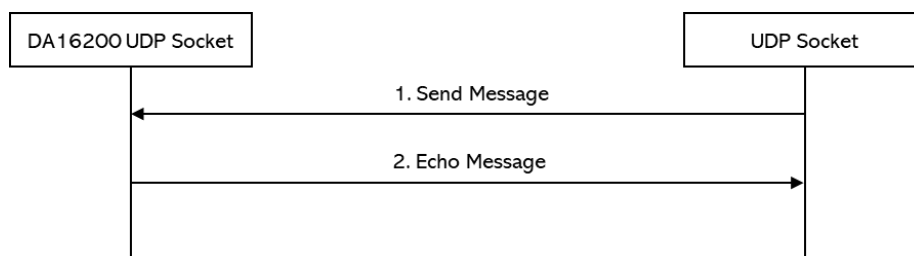 DA16200 UDP Socket
UDP Socket
1. Send Message
2. Echo Message